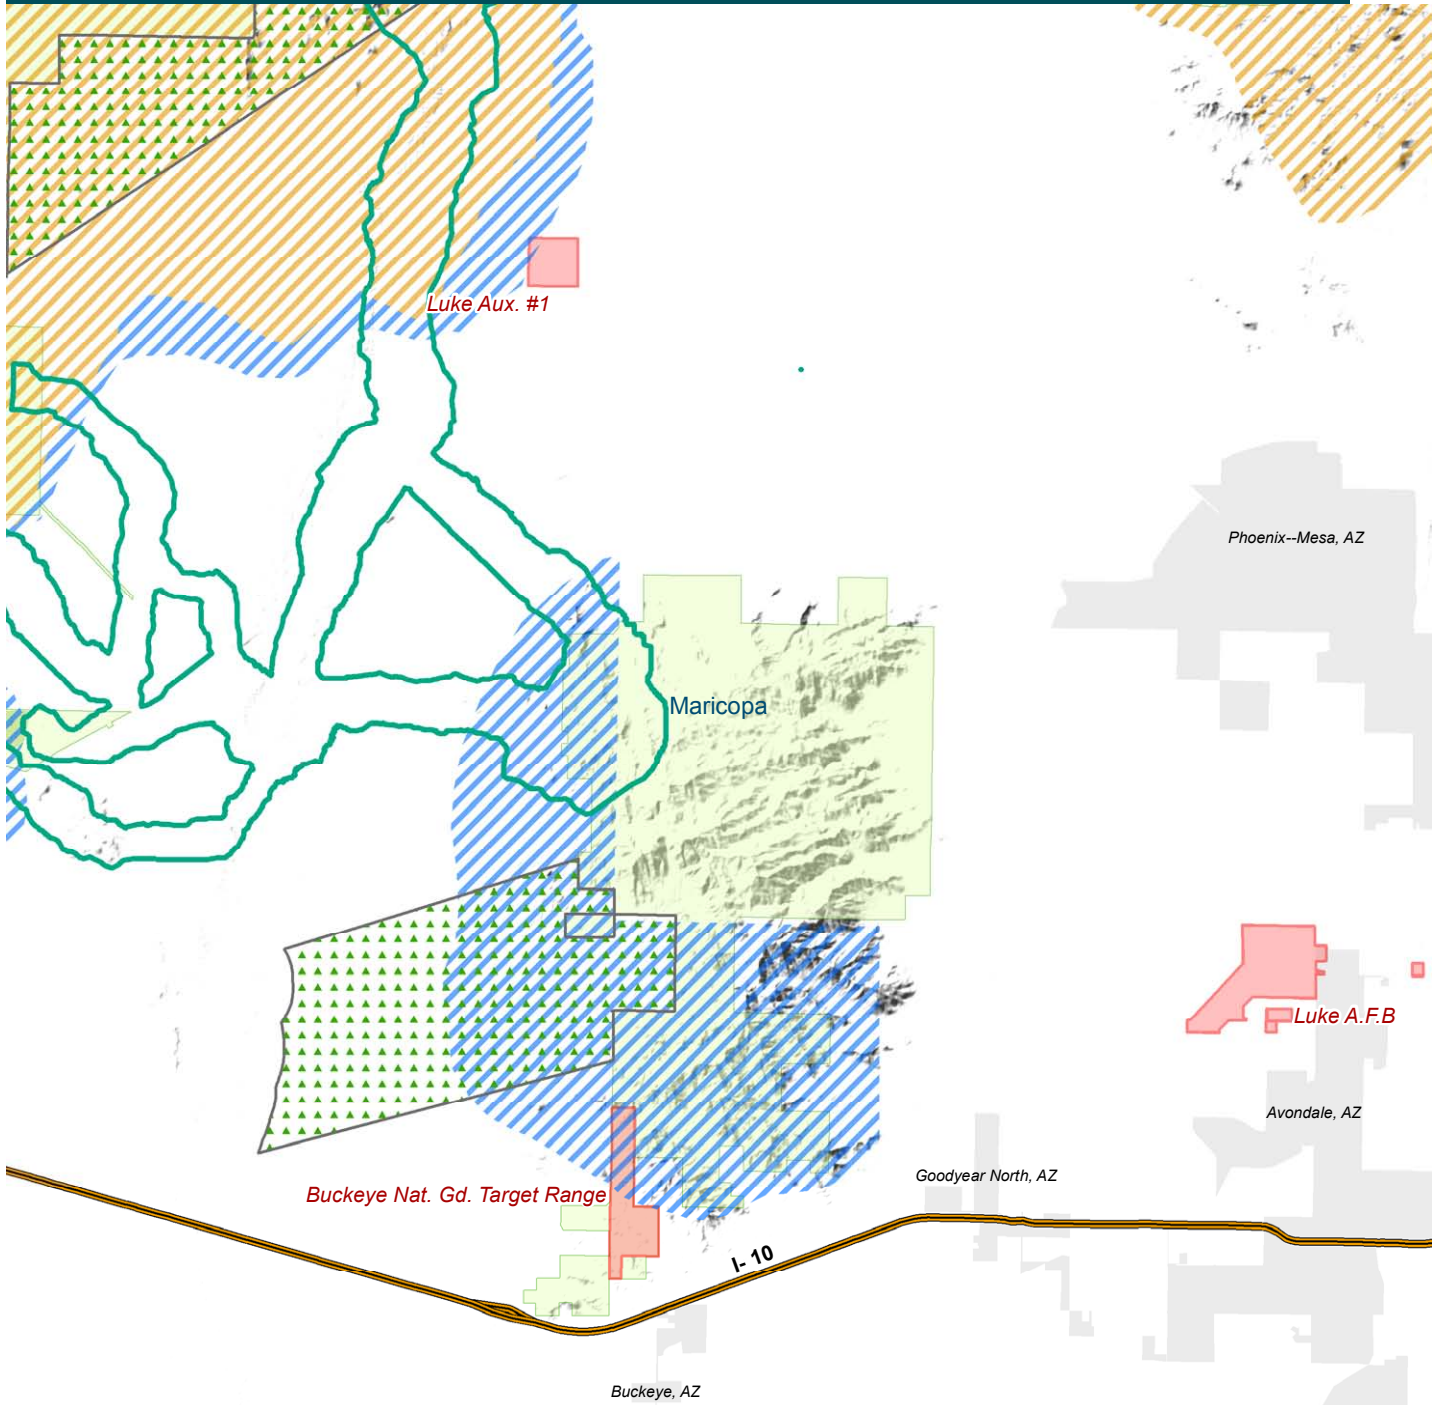 Luke Aux. #1
Phoenix--Mesa, AZ
Maricopa
Luke A.F.B
Avondale, AZ
Goodyear North, AZ
Buckeye Nat. Gd. Target Range
I- 10
Buckeye, AZ